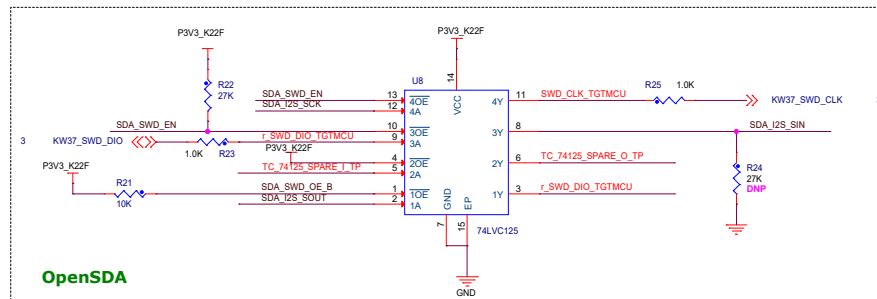 P3V3_K22F
P3V3_K22F
R22
27K
U8
14
VCC
R25
1.0K
SDA_SWD_EN
13
4OE
4Y
11
SWD_CLK_TGTMCU
KW37_SWD_CLK
SDA_I2S_SCK
12
4A
SDA_SWD_EN
10
3OE
3Y
8
SDA_I2S_SIN
3
KW37_SWD_DIO
r_SWD_DIO_TGTMCU
9
3A
1.0K
R23
P3V3_K22F
4
2OE
2Y
6
TC_74125_SPARE_O_TP
P3V3_K22F
TC_74125_SPARE_I_TP
5
2A
R24
27K
DNP
R21
10K
SDA_SWD_OE_B
1
1OE
1Y
3
r_SWD_DIO_TGTMCU
SDA_I2S_SOUT
2
1A
GND
EP
7
15
74LVC125
OpenSDA
GND